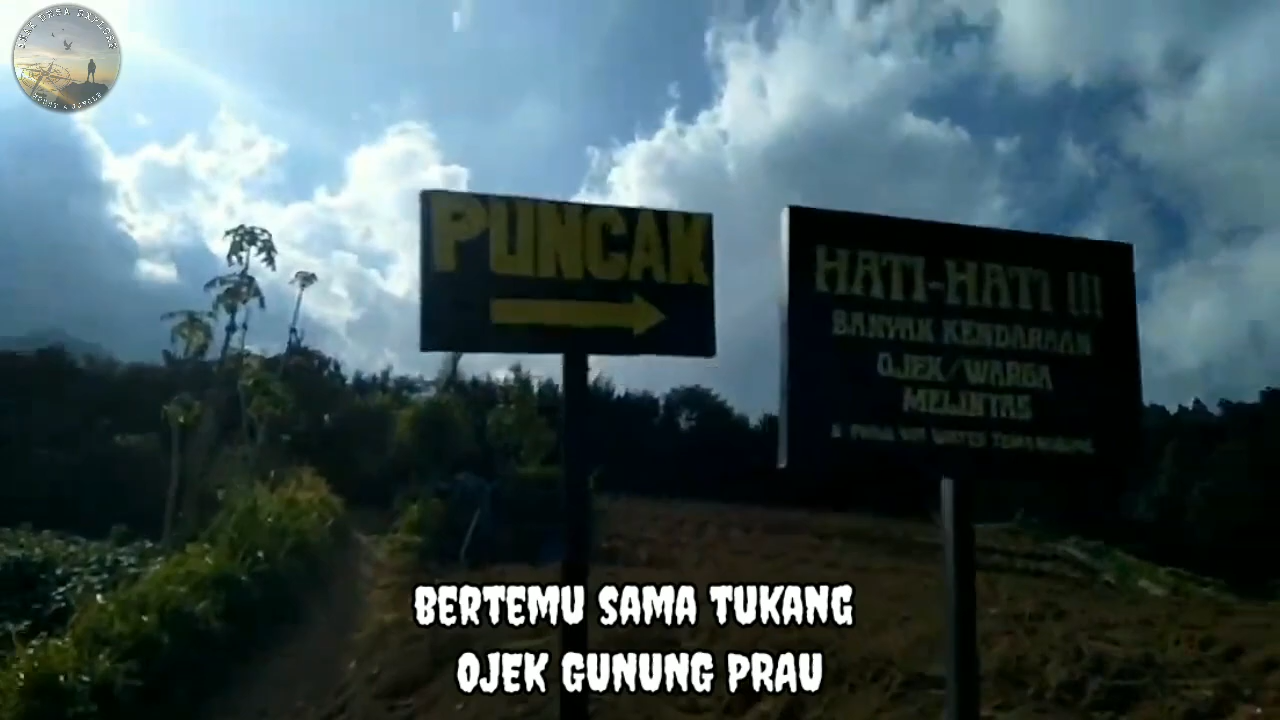 PUNCAK
HATI-HATI !!!
BANYAK KENDARAAN
OJEK/WARGA
MELINTAS
BERTEMU SAMA TUKANG
OJEK GUNUNG PRAU